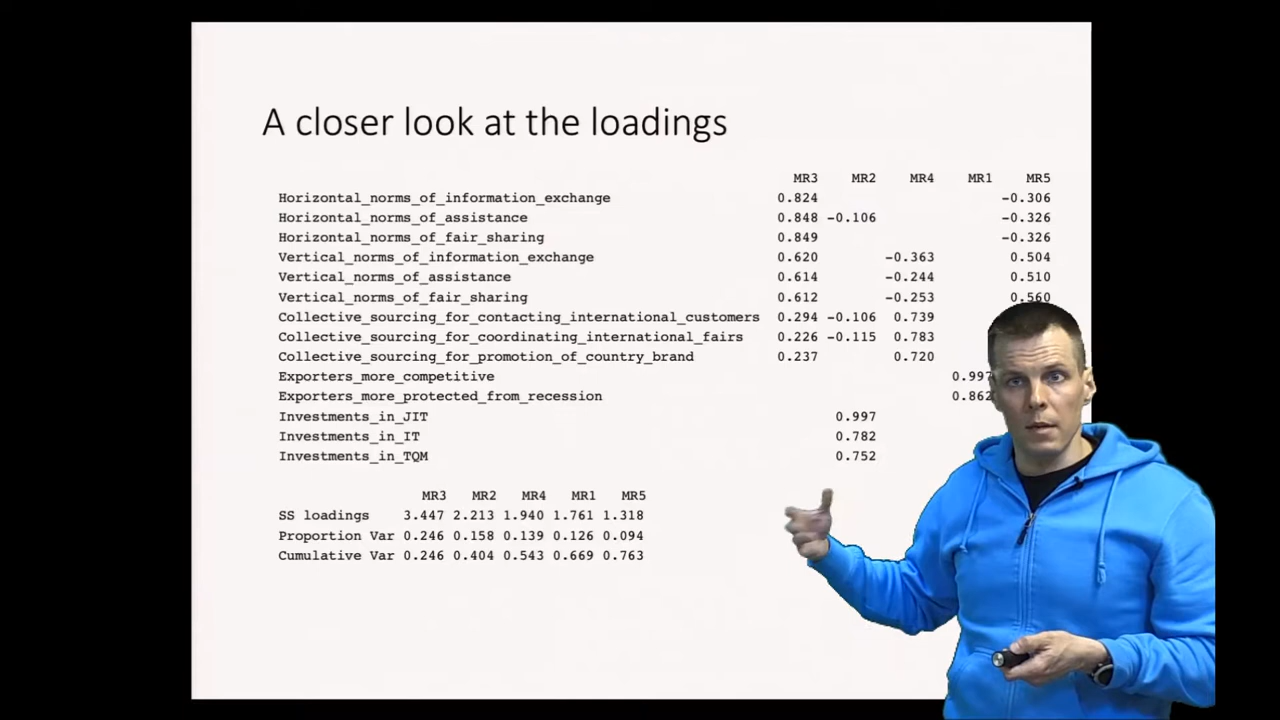 A closer look at the loadings
MR3 MR2 MR4 MR1 MR5
Horizontal_norms_of_information_exchange 0.824 -0.306
Horizontal_norms_of_assistance 0.848 -0.106 -0.326
Horizontal_norms_of_fair_sharing 0.849 -0.326
Vertical_norms_of_information_exchange 0.620 -0.363 0.504
Vertical_norms_of_assistance 0.614 -0.244 0.510
Vertical_norms_of_fair_sharing 0.612 -0.253 0.560
Collective_sourcing_for_contacting_international_customers 0.294 -0.106 0.739
Collective_sourcing_for_coordinating_international_fairs 0.226 -0.115 0.783
Collective_sourcing_for_promotion_of_country_brand 0.237 0.720
Exporters_more_competitive 0.997
Exporters_more_protected_from_recession 0.862
Investments_in_JIT 0.997
Investments_in_IT 0.782
Investments_in_TQM 0.752
MR3 MR2 MR4 MR1 MR5
SS loadings 3.447 2.213 1.940 1.761 1.318
Proportion Var 0.246 0.158 0.139 0.126 0.094
Cumulative Var 0.246 0.404 0.543 0.669 0.763